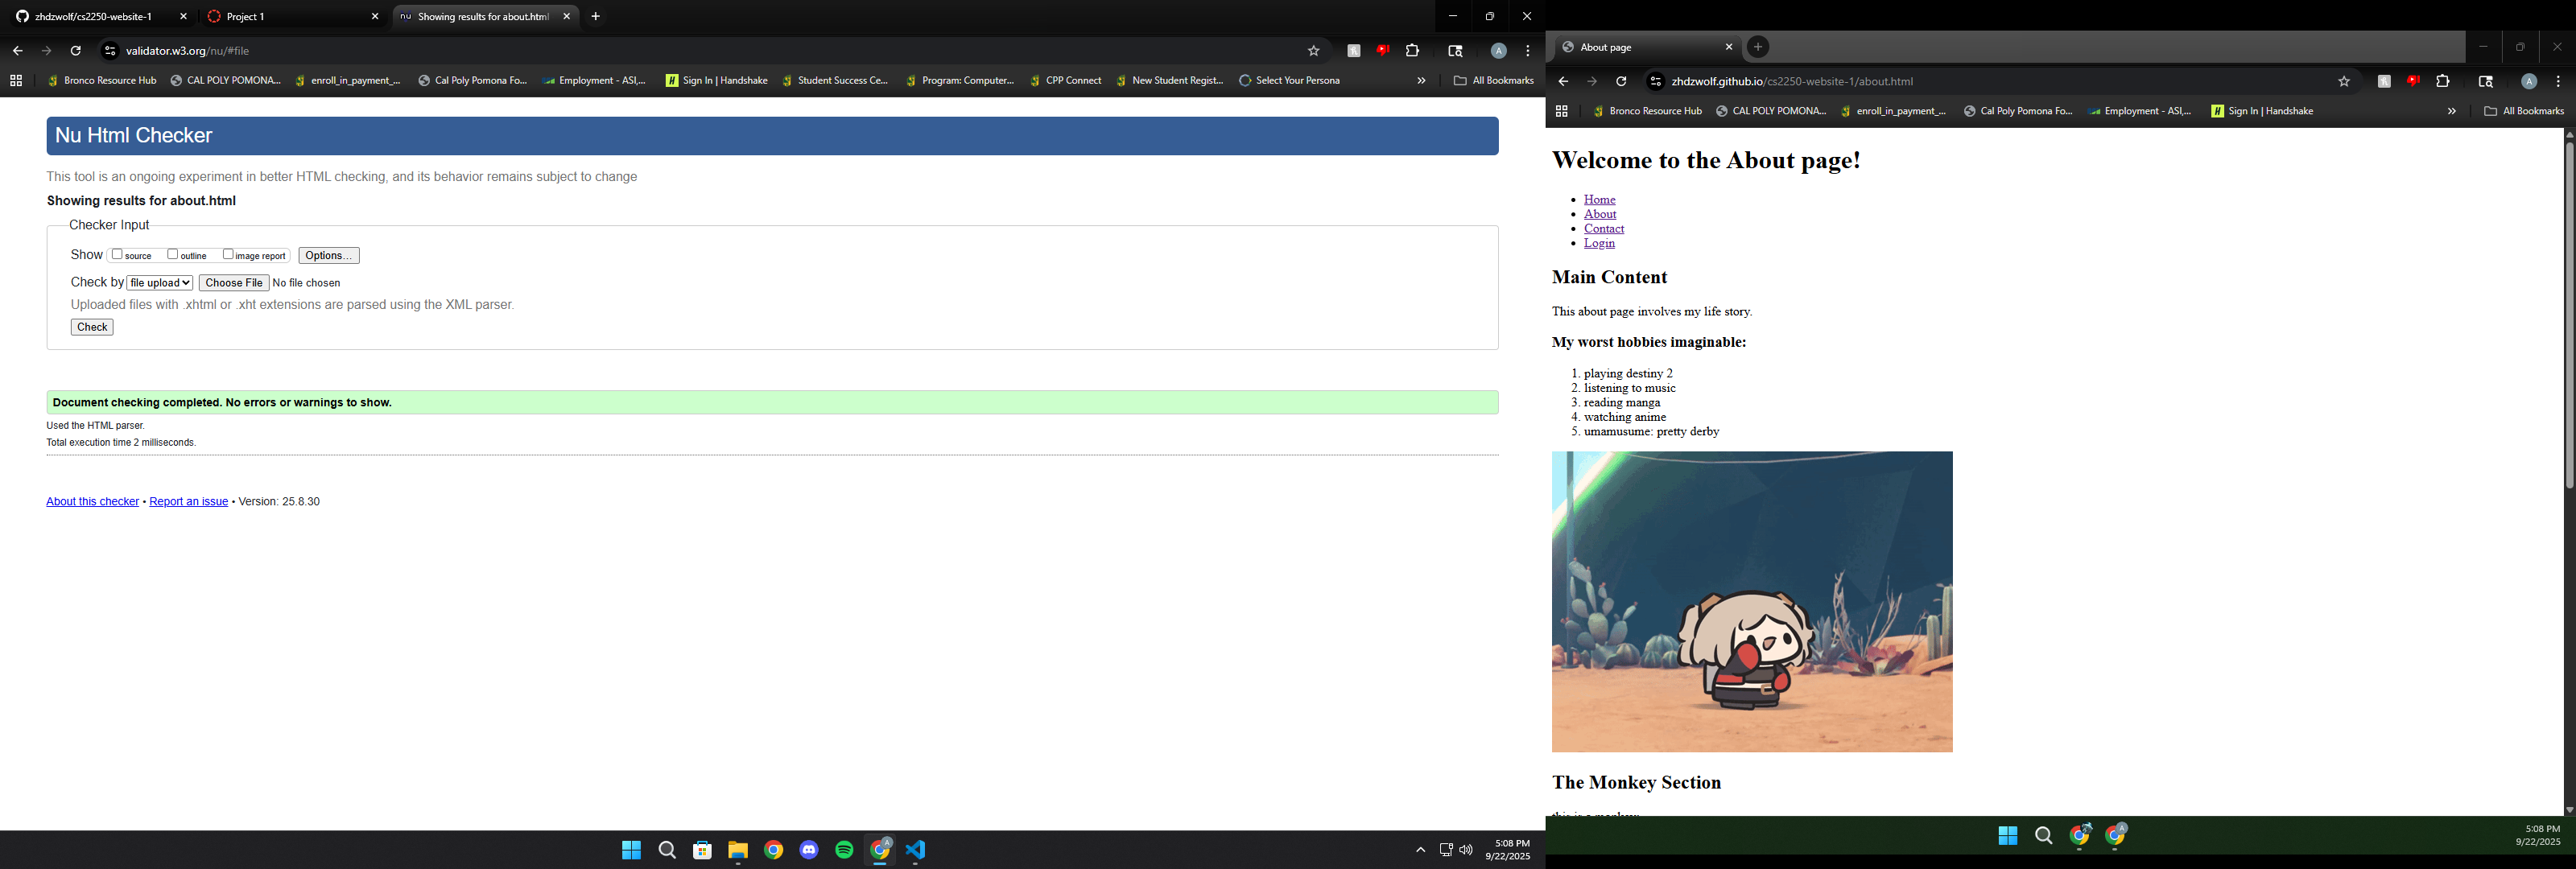 zhdzwolf/cs2250-website-1
Project 1
nu Showing results for about.html
validator.w3.org/nu/#file
A
Bronco Resource Hub
CAL POLY POMONA...
enroll_in_payment_...
Cal Poly Pomona Fo...
Employment - ASI,...
H Sign In | Handshake
Student Success Ce...
Program: Computer...
CPP Connect
New Student Regist...
Select Your Persona
»
All Bookmarks
Nu Html Checker
This tool is an ongoing experiment in better HTML checking, and its behavior remains subject to change
Showing results for about.html
Checker Input
Show source outline image report Options...
Check by file upload Choose File No file chosen
Uploaded files with .xhtml or .xht extensions are parsed using the XML parser.
Check
Document checking completed. No errors or warnings to show.
Used the HTML parser.
Total execution time 2 milliseconds.
About this checker • Report an issue • Version: 25.8.30
A
5:08 PM
9/22/2025
About page
zhdzwolf.github.io/cs2250-website-1/about.html
A
Bronco Resource Hub
CAL POLY POMONA...
enroll_in_payment_...
Cal Poly Pomona Fo...
Employment - ASI,...
H Sign In | Handshake
»
All Bookmarks
Welcome to the About page!
• Home
• About
• Contact
• Login
Main Content
This about page involves my life story.
My worst hobbies imaginable:
1. playing destiny 2
2. listening to music
3. reading manga
4. watching anime
5. umamusume: pretty derby
The Monkey Section
this is a monkey:
A
5:08 PM
9/22/2025